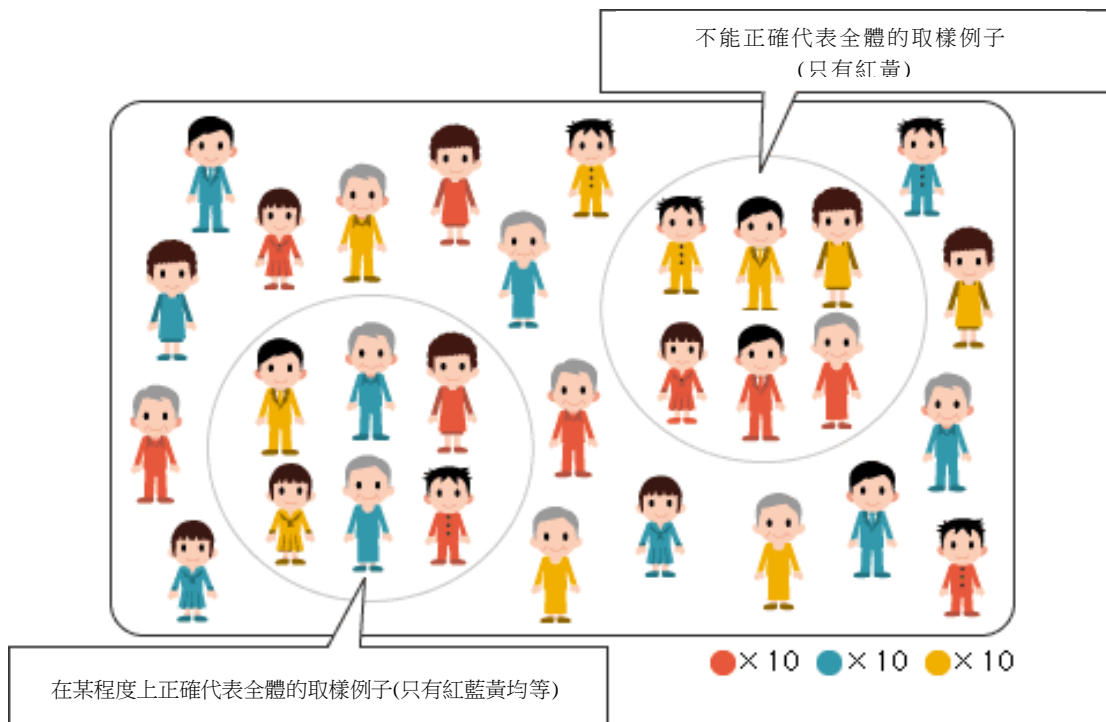 不能正確代表全體的取樣例子
(只有紅黃)
在某程度上正確代表全體的取樣例子(只有紅藍黃均等)
×10 ×10 ×10